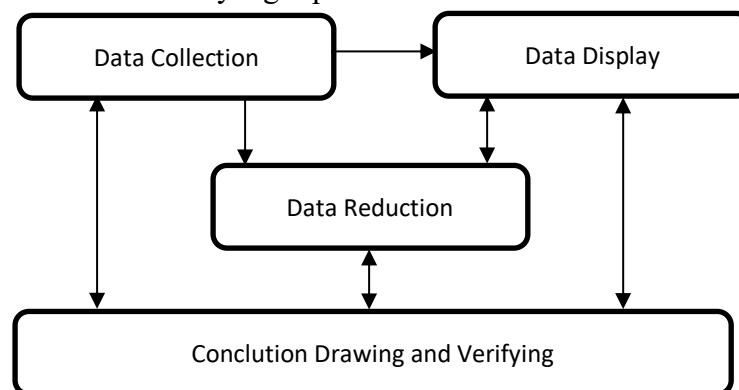 Data Collection
Data Display
Data Reduction
Conclution Drawing and Verifying